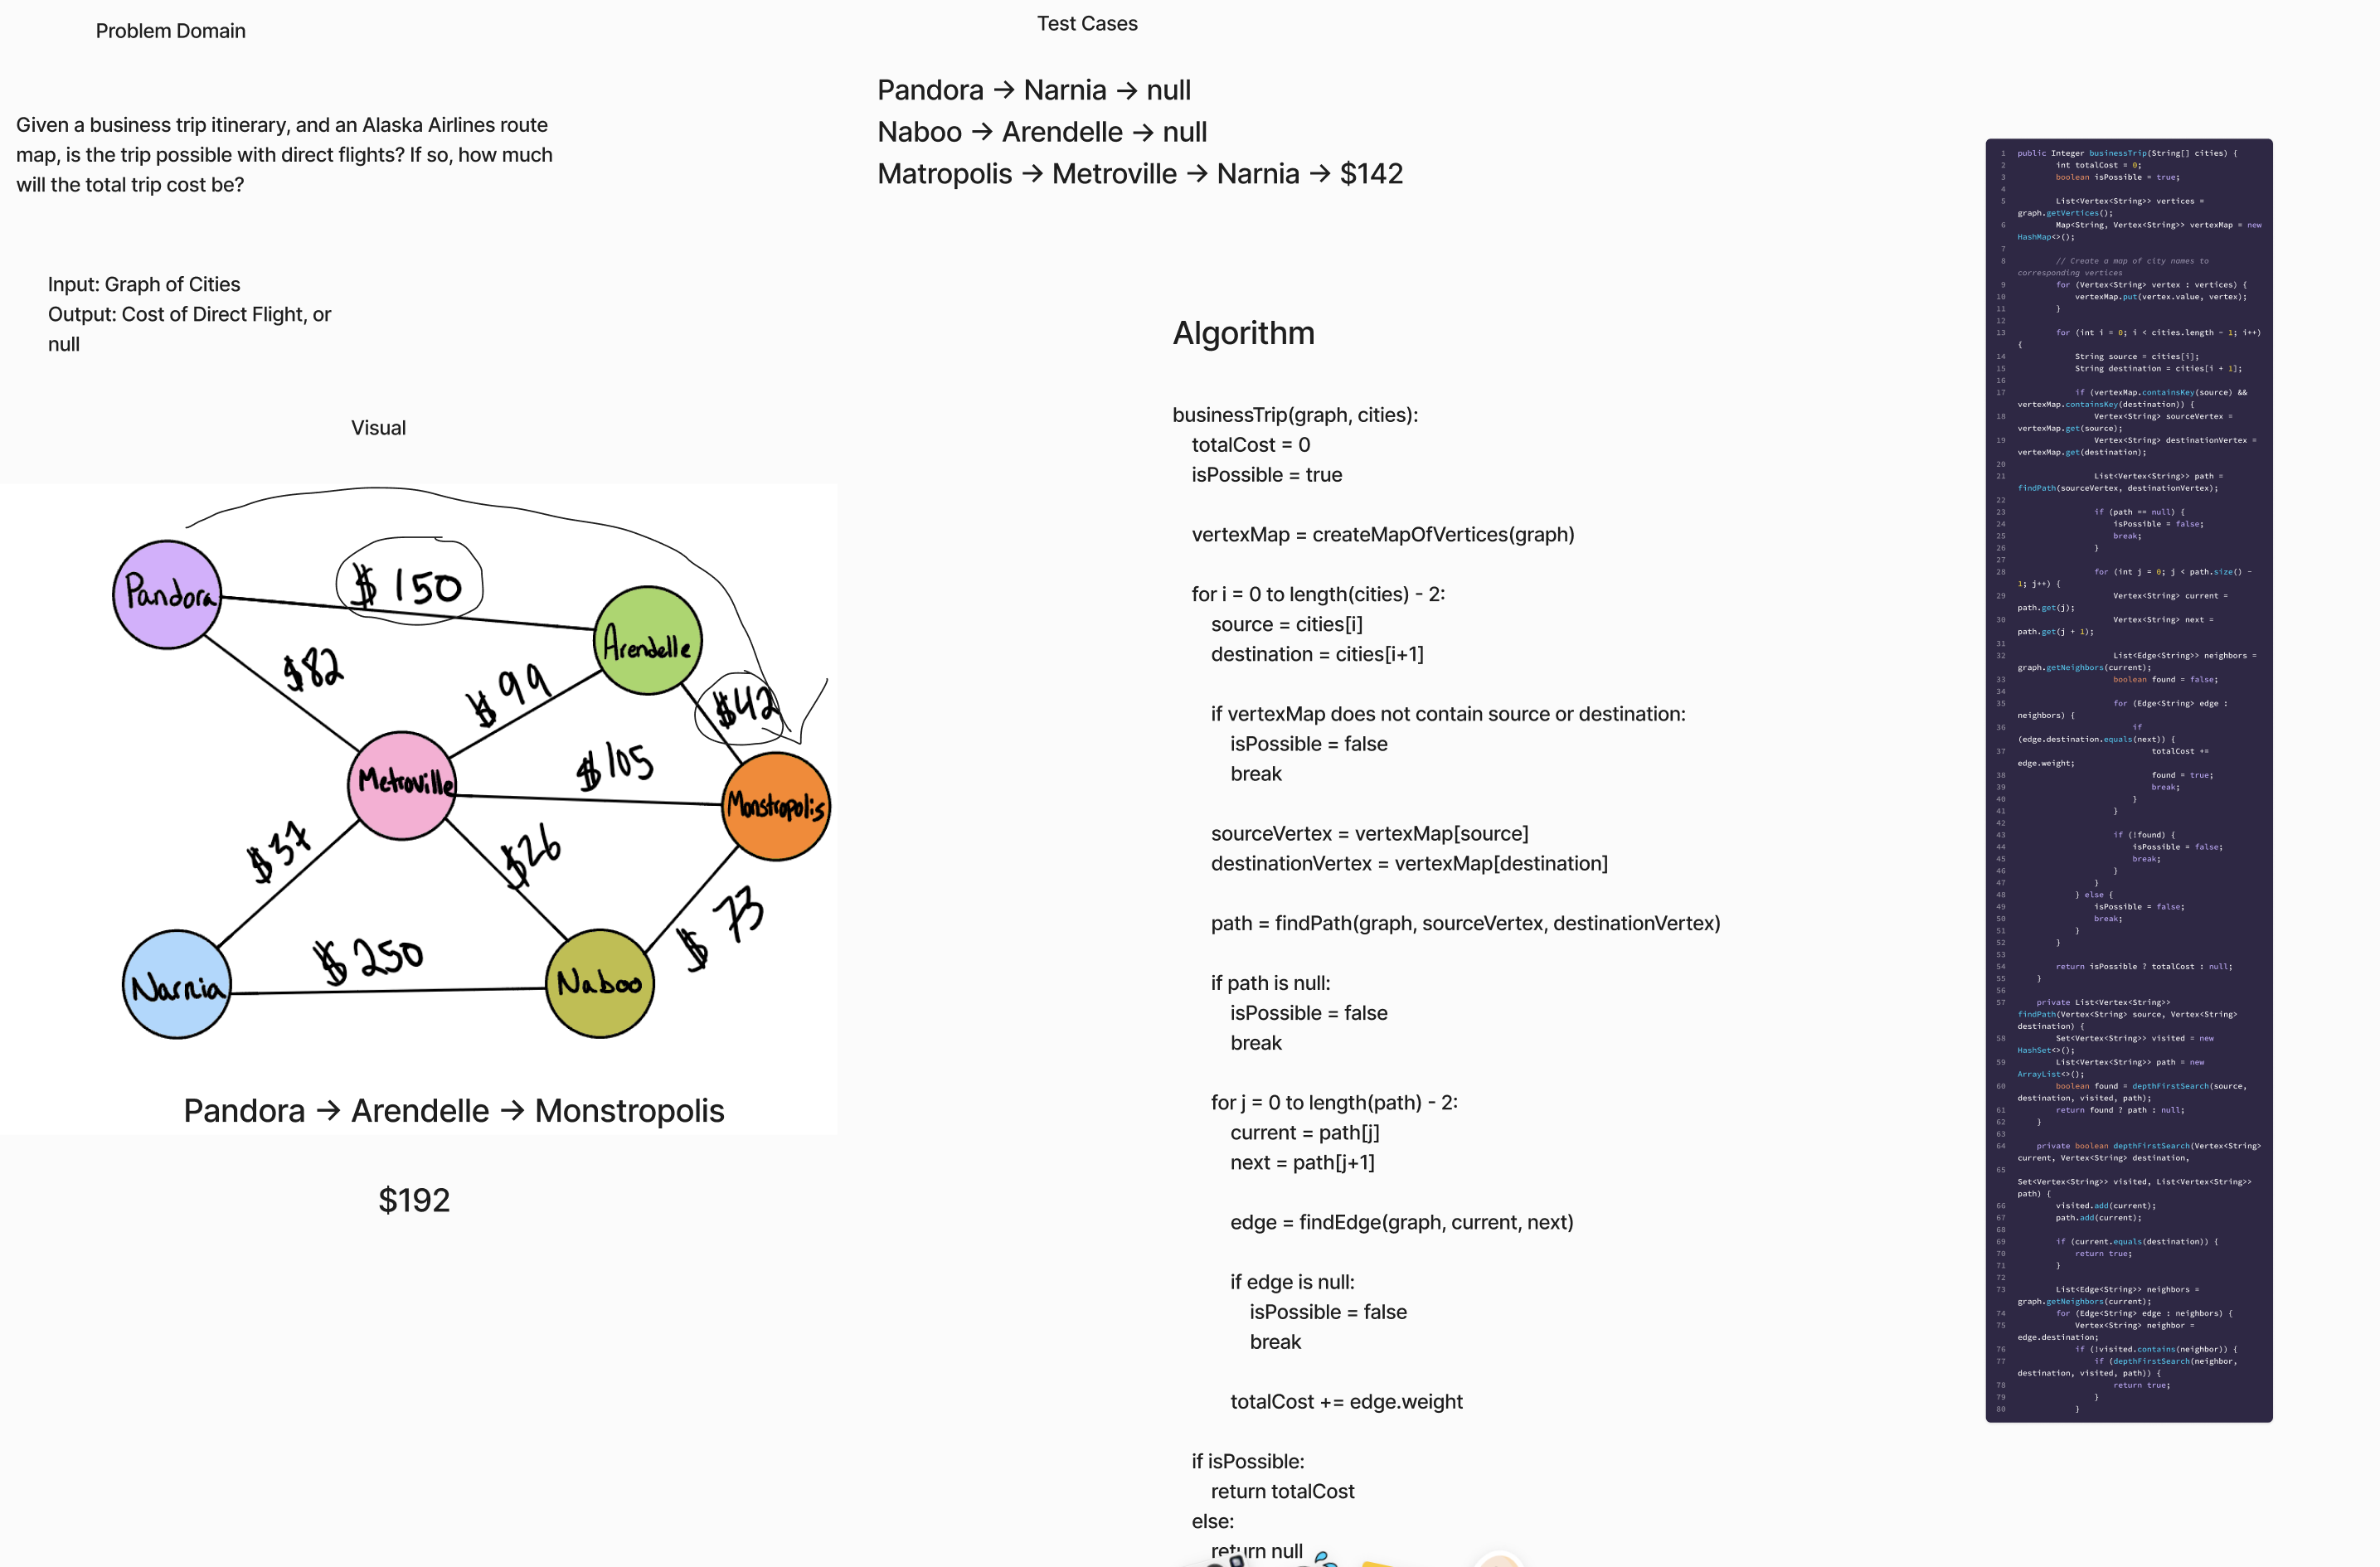 Problem Domain
Given a business trip itinerary, and an Alaska Airlines route
map, is the trip possible with direct flights? If so, how much
will the total trip cost be?
Input: Graph of Cities
Output: Cost of Direct Flight, or
null
Visual
Pandora
$150
Arendelle
$82
$99
$42
Metroville
$105
Monstropolis
$37
$26
$73
Narnia
$250
Naboo
Pandora → Arendelle → Monstropolis
$192
Test Cases
Pandora → Narnia → null
Naboo → Arendelle → null
Matropolis → Metroville → Narnia → $142
Algorithm
businessTrip(graph, cities):
totalCost = 0
isPossible = true
vertexMap = createMapOfVertices(graph)
for i = 0 to length(cities) - 2:
source = cities[i]
destination = cities[i+1]
if vertexMap does not contain source or destination:
isPossible = false
break
sourceVertex = vertexMap[source]
destinationVertex = vertexMap[destination]
path = findPath(graph, sourceVertex, destinationVertex)
if path is null:
isPossible = false
break
for j = 0 to length(path) - 2:
current = path[j]
next = path[j+1]
edge = findEdge(graph, current, next)
if edge is null:
isPossible = false
break
totalCost += edge.weight
if isPossible:
return totalCost
else:
return null
1 public Integer businessTrip(String[] cities) {
2 int totalCost = 0;
3 boolean isPossible = true;
4
5 List<Vertex<String>> vertices =
graph.getVertices();
6 Map<String, Vertex<String>> vertexMap = new
HashMap<>();
7
8 // Create a map of city names to
corresponding vertices
9 for (Vertex<String> vertex : vertices) {
10 vertexMap.put(vertex.value, vertex);
11 }
12
13 for (int i = 0; i < cities.length - 1; i++)
{
14 String source = cities[i];
15 String destination = cities[i + 1];
16
17 if (vertexMap.containsKey(source) &&
vertexMap.containsKey(destination)) {
18 Vertex<String> sourceVertex =
vertexMap.get(source);
19 Vertex<String> destinationVertex =
vertexMap.get(destination);
20
21 List<Vertex<String>> path =
findPath(sourceVertex, destinationVertex);
22
23 if (path == null) {
24 isPossible = false;
25 break;
26 }
27
28 for (int j = 0; j < path.size() -
1; j++) {
29 Vertex<String> current =
path.get(j);
30 Vertex<String> next =
path.get(j + 1);
31
32 List<Edge<String>> neighbors =
graph.getNeighbors(current);
33 boolean found = false;
34
35 for (Edge<String> edge :
neighbors) {
36 if
(edge.destination.equals(next)) {
37 totalCost +=
edge.weight;
38 found = true;
39 break;
40 }
41 }
42
43 if (!found) {
44 isPossible = false;
45 break;
46 }
47 }
48 } else {
49 isPossible = false;
50 break;
51 }
52 }
53
54 return isPossible ? totalCost : null;
55 }
56
57 private List<Vertex<String>>
findPath(Vertex<String> source, Vertex<String>
destination) {
58 Set<Vertex<String>> visited = new
HashSet<>();
59 List<Vertex<String>> path = new
ArrayList<>();
60 boolean found = depthFirstSearch(source,
destination, visited, path);
61 return found ? path : null;
62 }
63
64 private boolean depthFirstSearch(Vertex<String>
current, Vertex<String> destination,
65
Set<Vertex<String>> visited, List<Vertex<String>>
path) {
66 visited.add(current);
67 path.add(current);
68
69 if (current.equals(destination)) {
70 return true;
71 }
72
73 List<Edge<String>> neighbors =
graph.getNeighbors(current);
74 for (Edge<String> edge : neighbors) {
75 Vertex<String> neighbor =
edge.destination;
76 if (!visited.contains(neighbor)) {
77 if (depthFirstSearch(neighbor,
destination, visited, path)) {
78 return true;
79 }
80 }